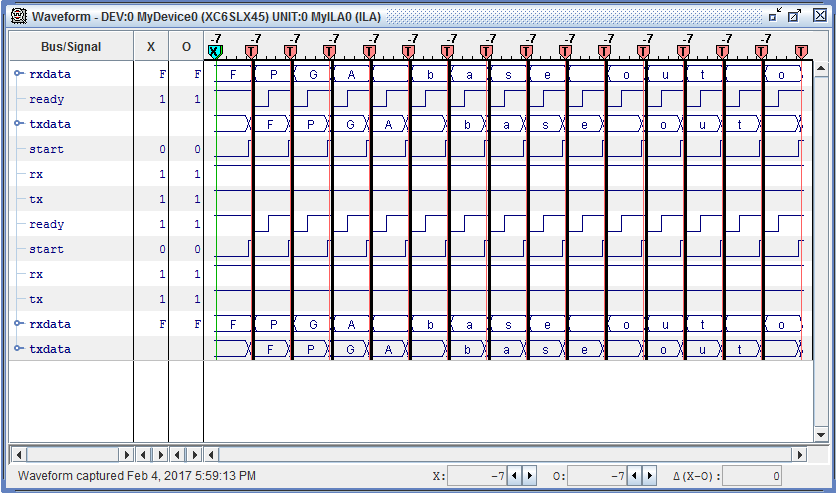 Waveform - DEV:0 MyDevice0 (XC6SLX45) UNIT:0 MyILA0 (ILA)
Bus/Signal X O -7 -7 -7 -7 -7 -7 -7 -7 -7 -7 -7 -7 -7 -7 -7
X T T T T T T T T T T T T T T T
rxdata F F F P G A b a s e o u t o
ready 1 1
txdata F P G A b a s e o u t
start 0 0
rx 1 1
tx 1 1
ready 1 1
start 0 0
rx 1 1
tx 1 1
rxdata F F F P G A b a s e o u t o
txdata F P G A b a s e o u t
Waveform captured Feb 4, 2017 5:59:13 PM X: -7 O: -7 Δ(X-O): 0